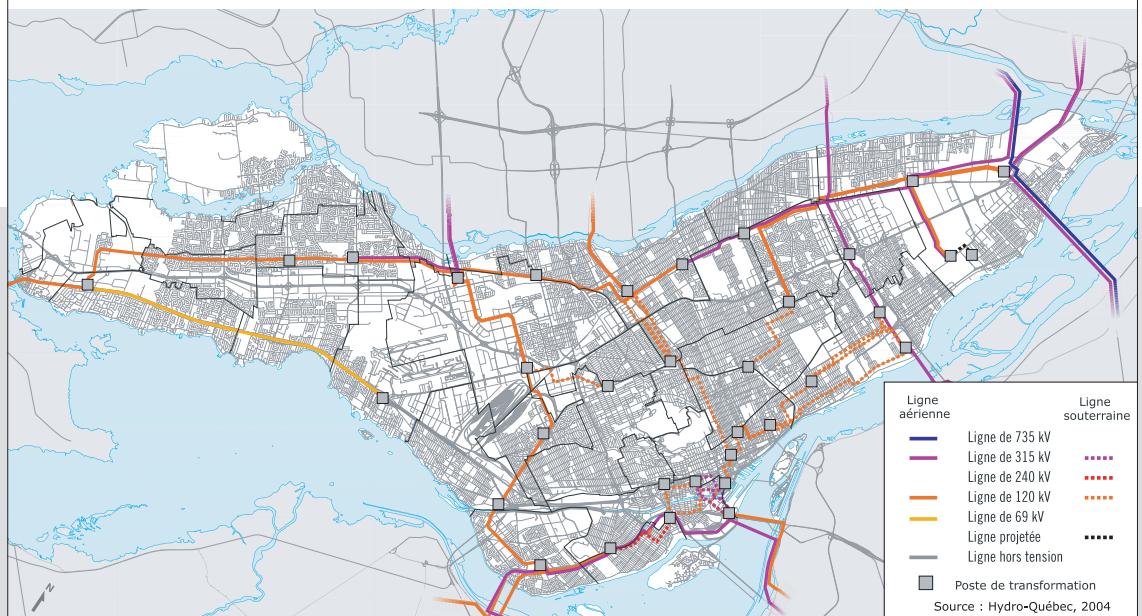 Ligne aérienne
Ligne souterraine
Ligne de 735 kV
Ligne de 315 kV
Ligne de 240 kV
Ligne de 120 kV
Ligne de 69 kV
Ligne projetée
Ligne hors tension
Poste de transformation
Source : Hydro-Québec, 2004
N